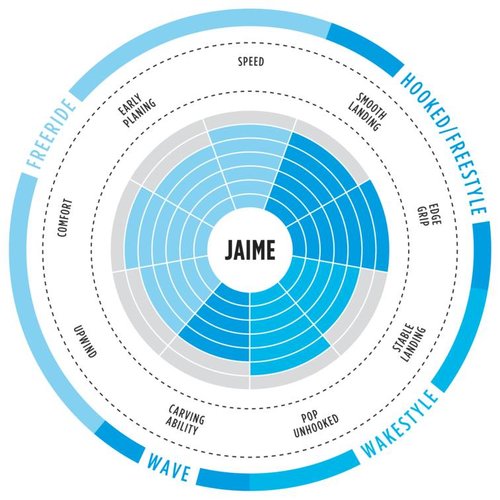 SPEED
SMOOTH
LANDING
EDGE
GRIP
STABLE
LANDING
POP
UNHOOKED
CARVING
ABILITY
UPWIND
COMFORT
EARLY
PLANING
HOOKED/FREESTYLE
WAKESTYLE
WAVE
FREERIDE
JAIME